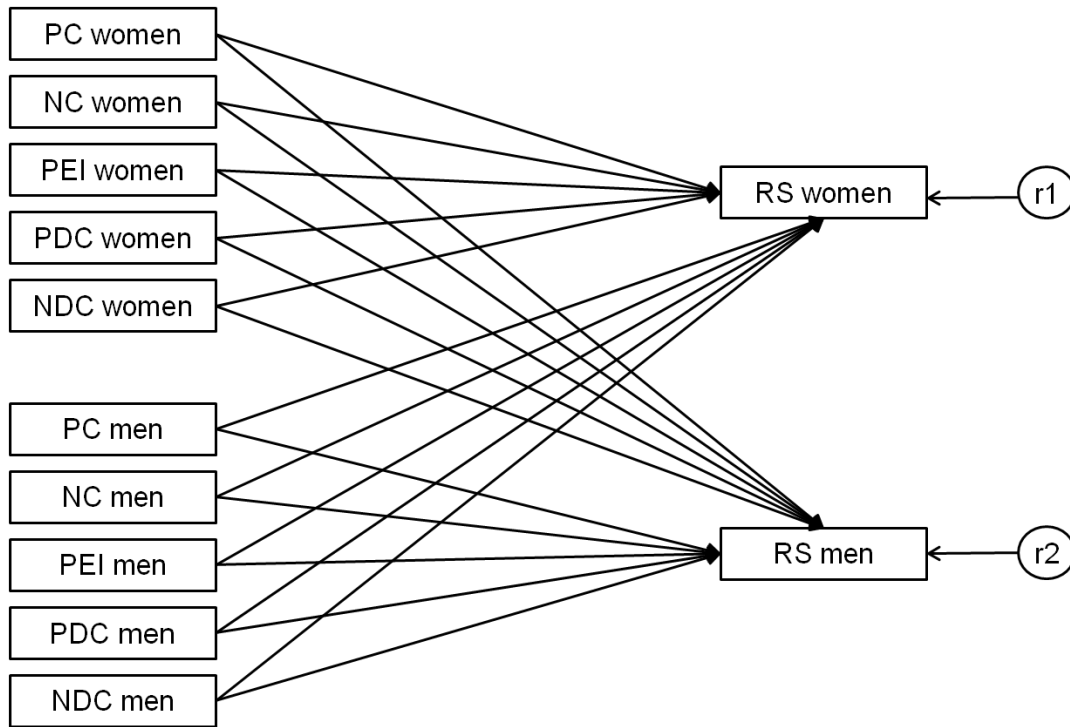 PC women
NC women
PEI women
PDC women
NDC women
RS women
r1
PC men
NC men
PEI men
PDC men
NDC men
RS men
r2